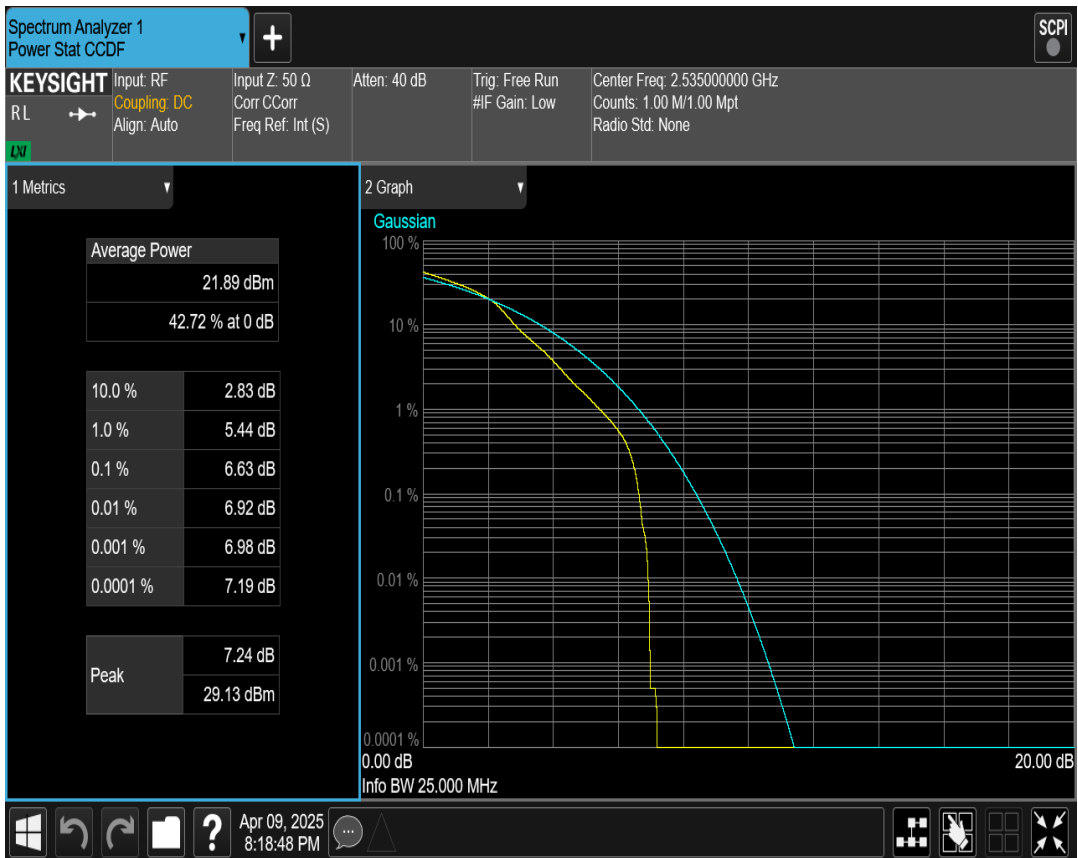 Spectrum Analyzer 1
Power Stat CCDF
SCPI
KEYSIGHT
RL
LXI
Input: RF
Coupling: DC
Align: Auto
Input Z: 50 Ω
Corr CCorr
Freq Ref: Int (S)
Atten: 40 dB
Trig: Free Run
#IF Gain: Low
Center Freq: 2.535000000 GHz
Counts: 1.00 M/1.00 Mpt
Radio Std: None
1 Metrics
Average Power
21.89 dBm
42.72 % at 0 dB
10.0 % 2.83 dB
1.0 % 5.44 dB
0.1 % 6.63 dB
0.01 % 6.92 dB
0.001 % 6.98 dB
0.0001 % 7.19 dB
Peak
7.24 dB
29.13 dBm
2 Graph
Gaussian
100 %
10 %
1 %
0.1 %
0.01 %
0.001 %
0.0001 %
0.00 dB 20.00 dB
Info BW 25.000 MHz
?
Apr 09, 2025
8:18:48 PM